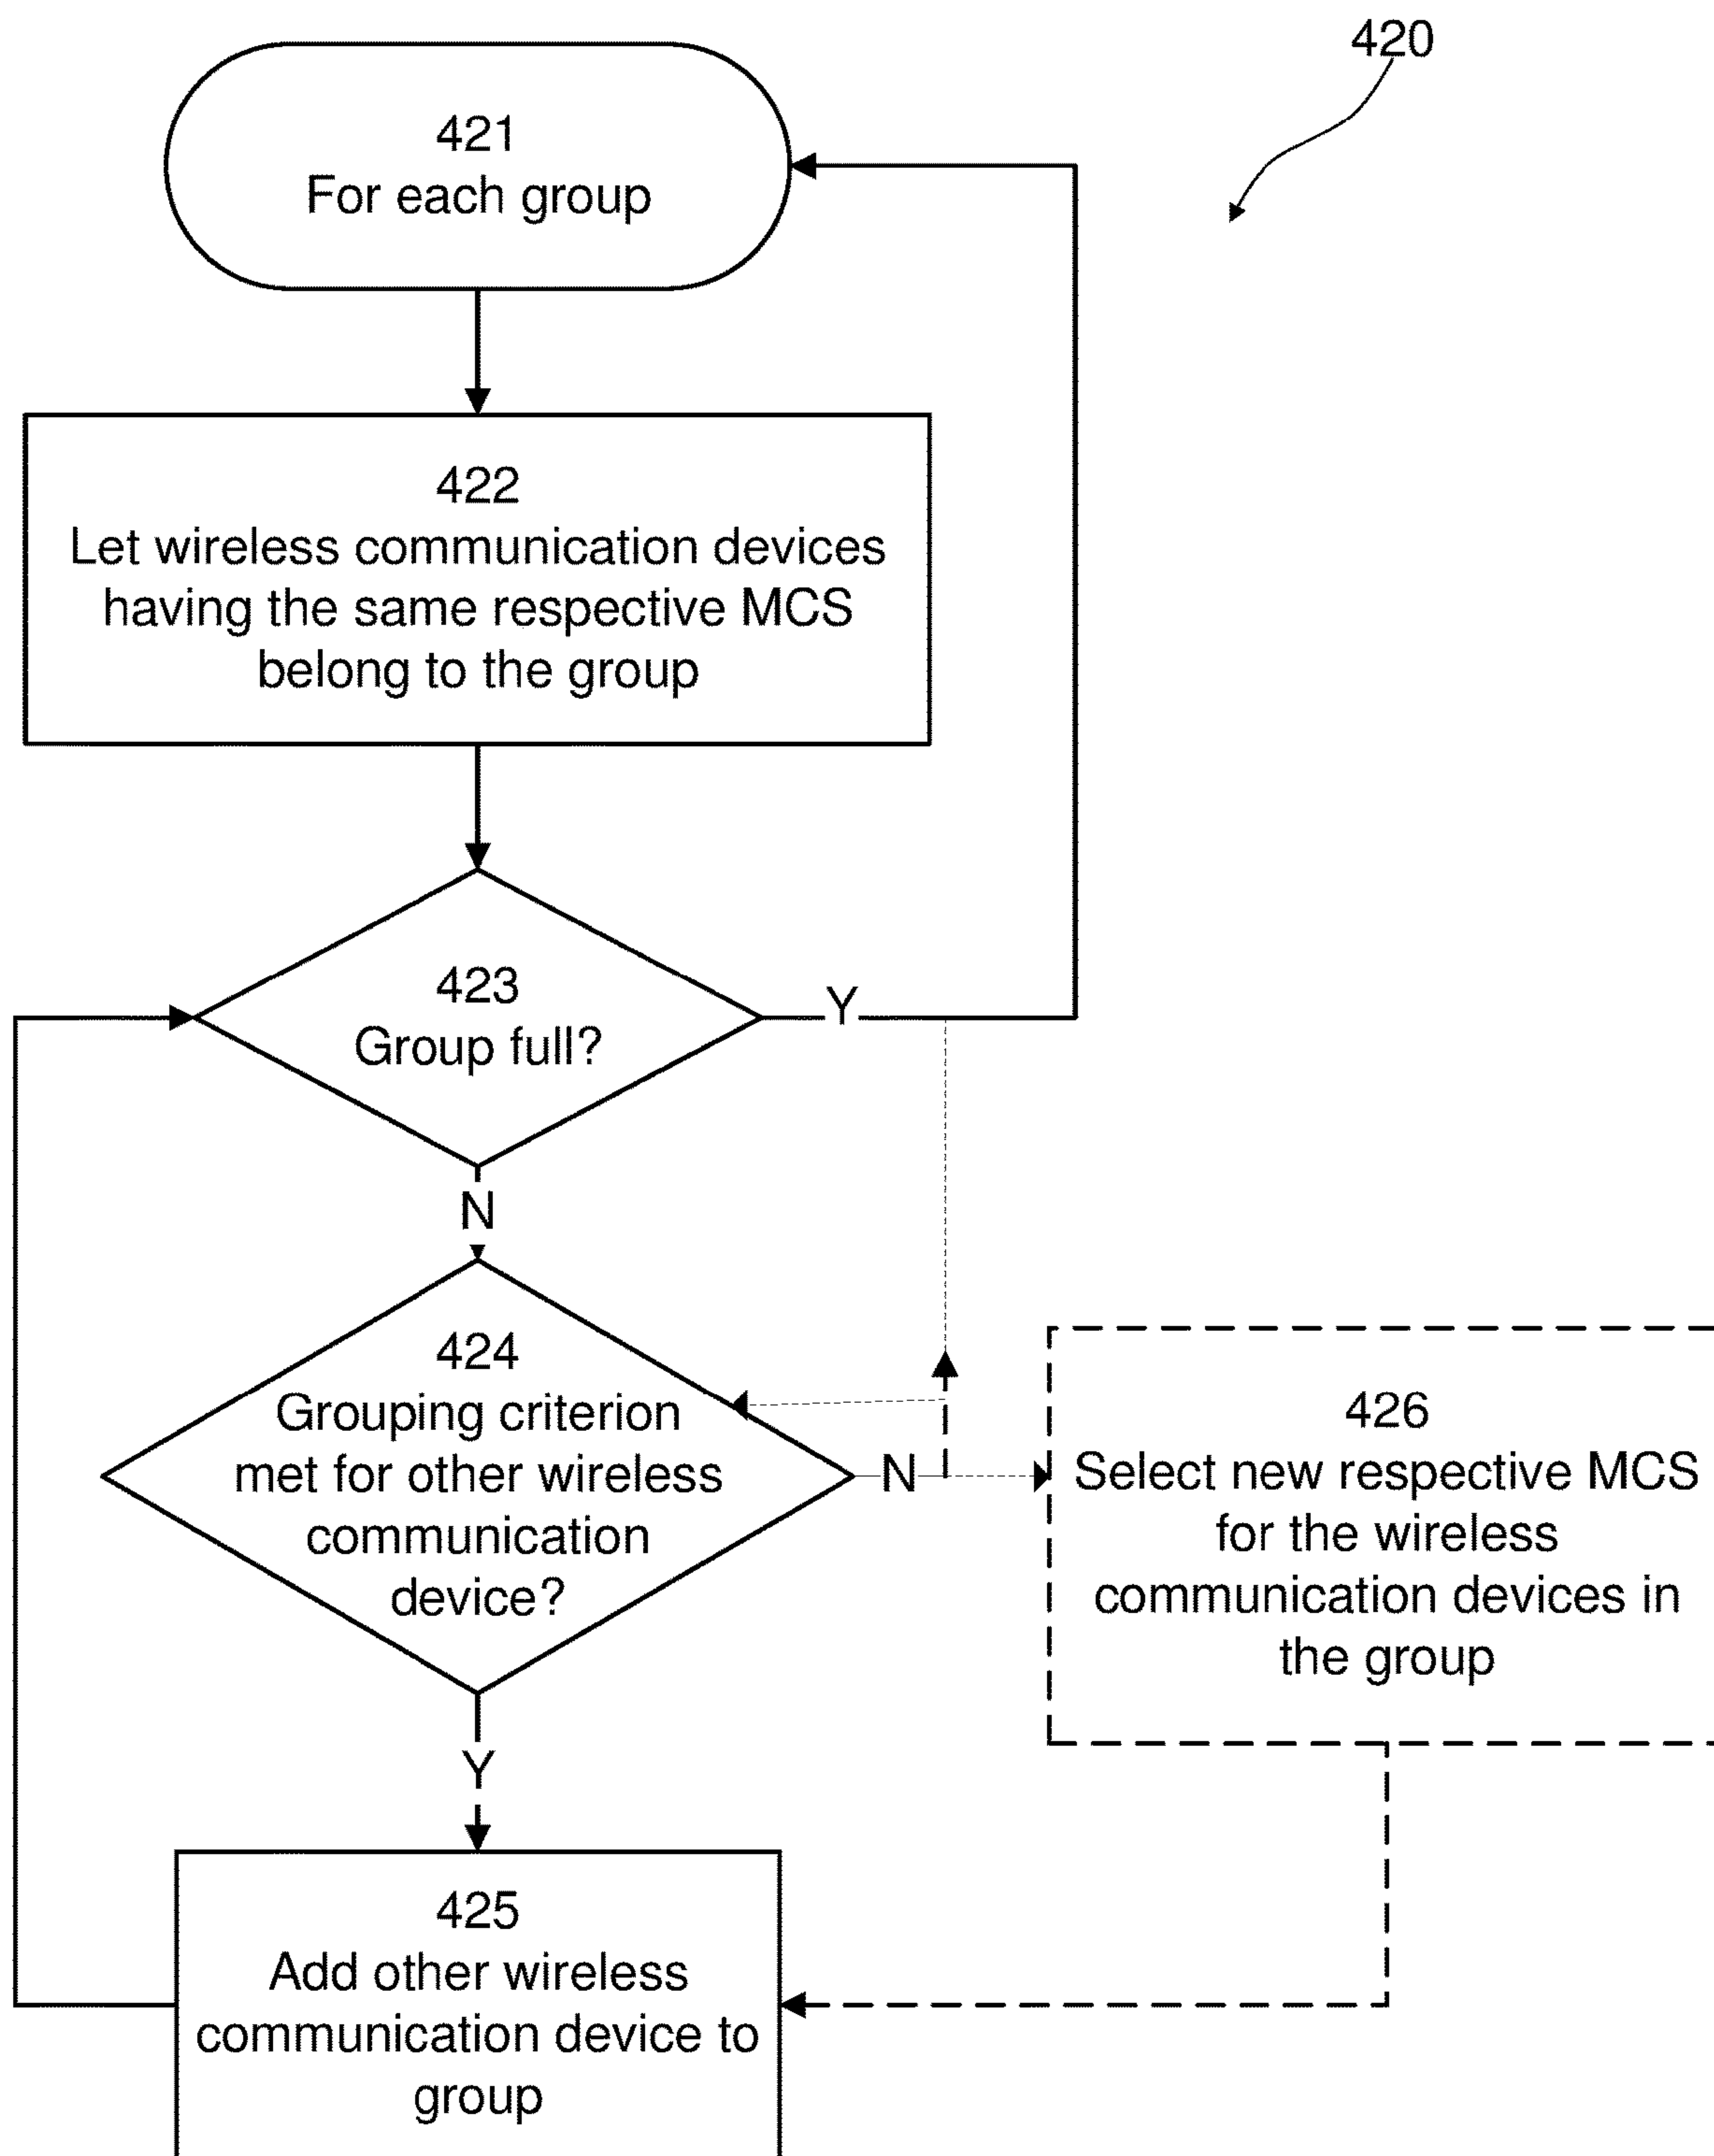 420
421
For each group
422
Let wireless communication devices
having the same respective MCS
belong to the group
423
Group full?
Y
N
424
Grouping criterion
met for other wireless
communication
device?
N
426
Select new respective MCS
for the wireless
communication devices in
the group
Y
425
Add other wireless
communication device to
group